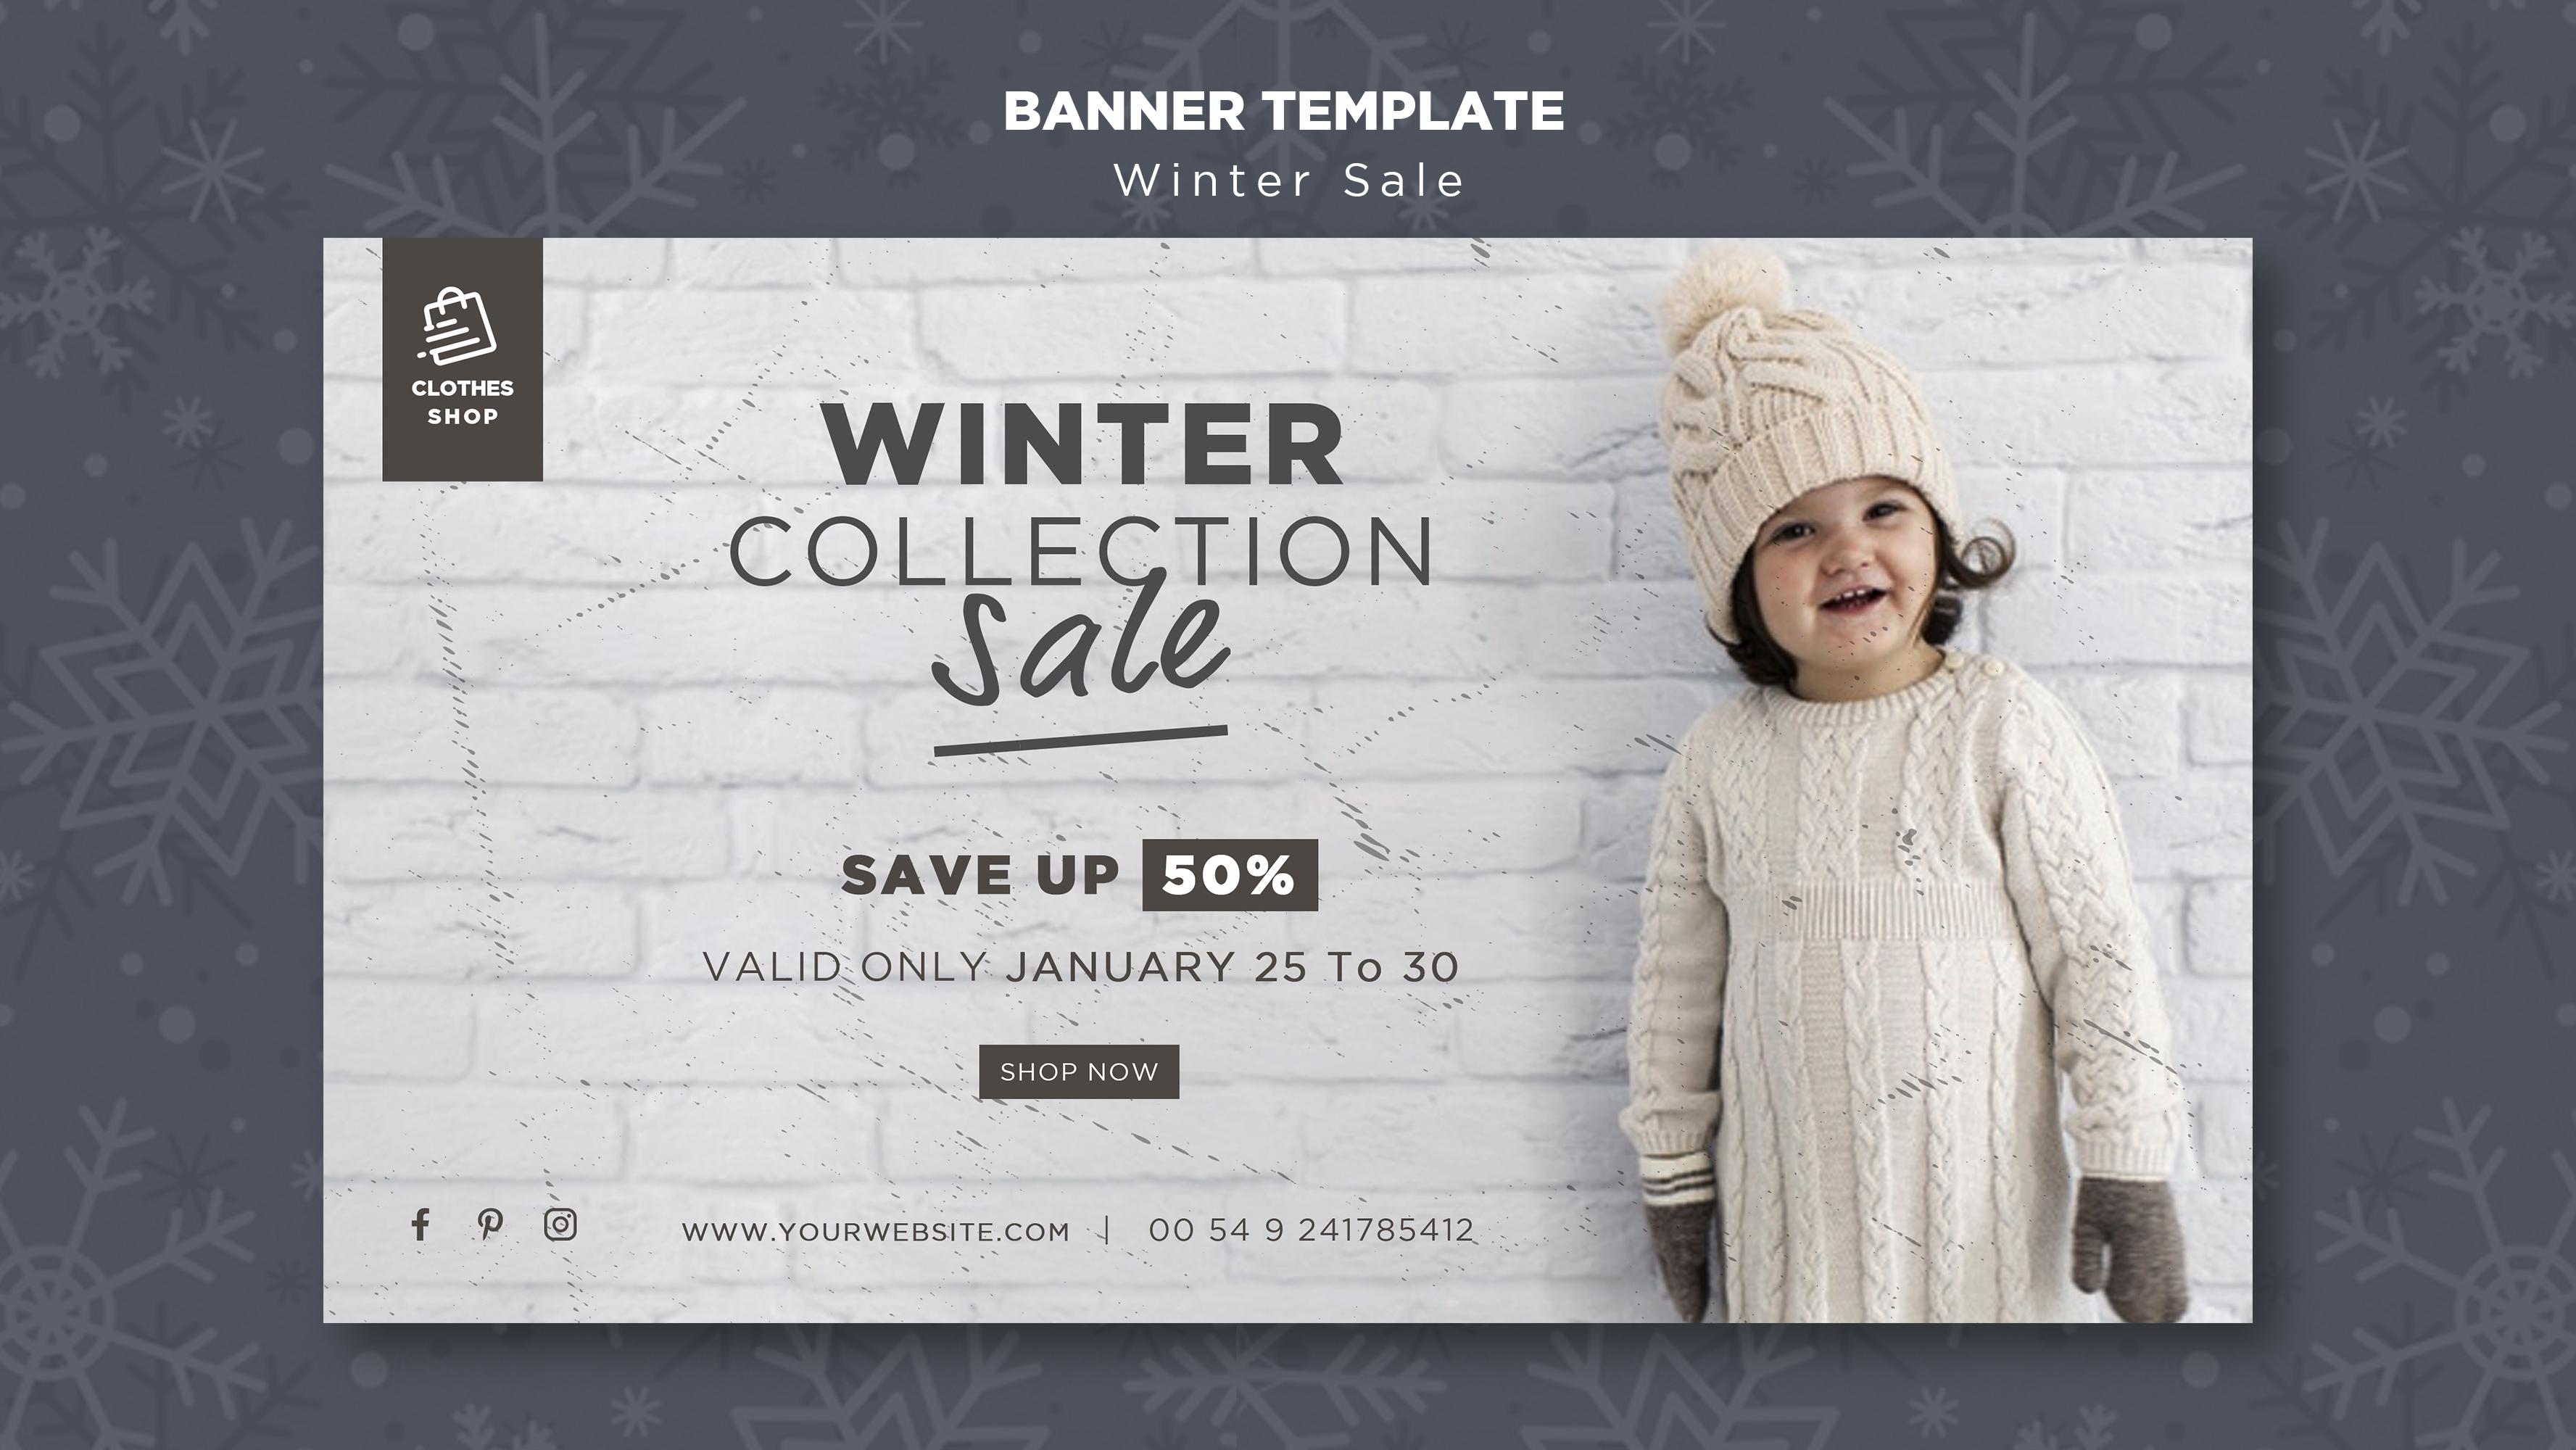 BANNER TEMPLATE
Winter Sale
CLOTHES
SHOP
WINTER
COLLECTION
sale
SAVE UP 50%
VALID ONLY JANUARY 25 To 30
SHOP NOW
WWW.YOURWEBSITE.COM | 00 54 9 241785412